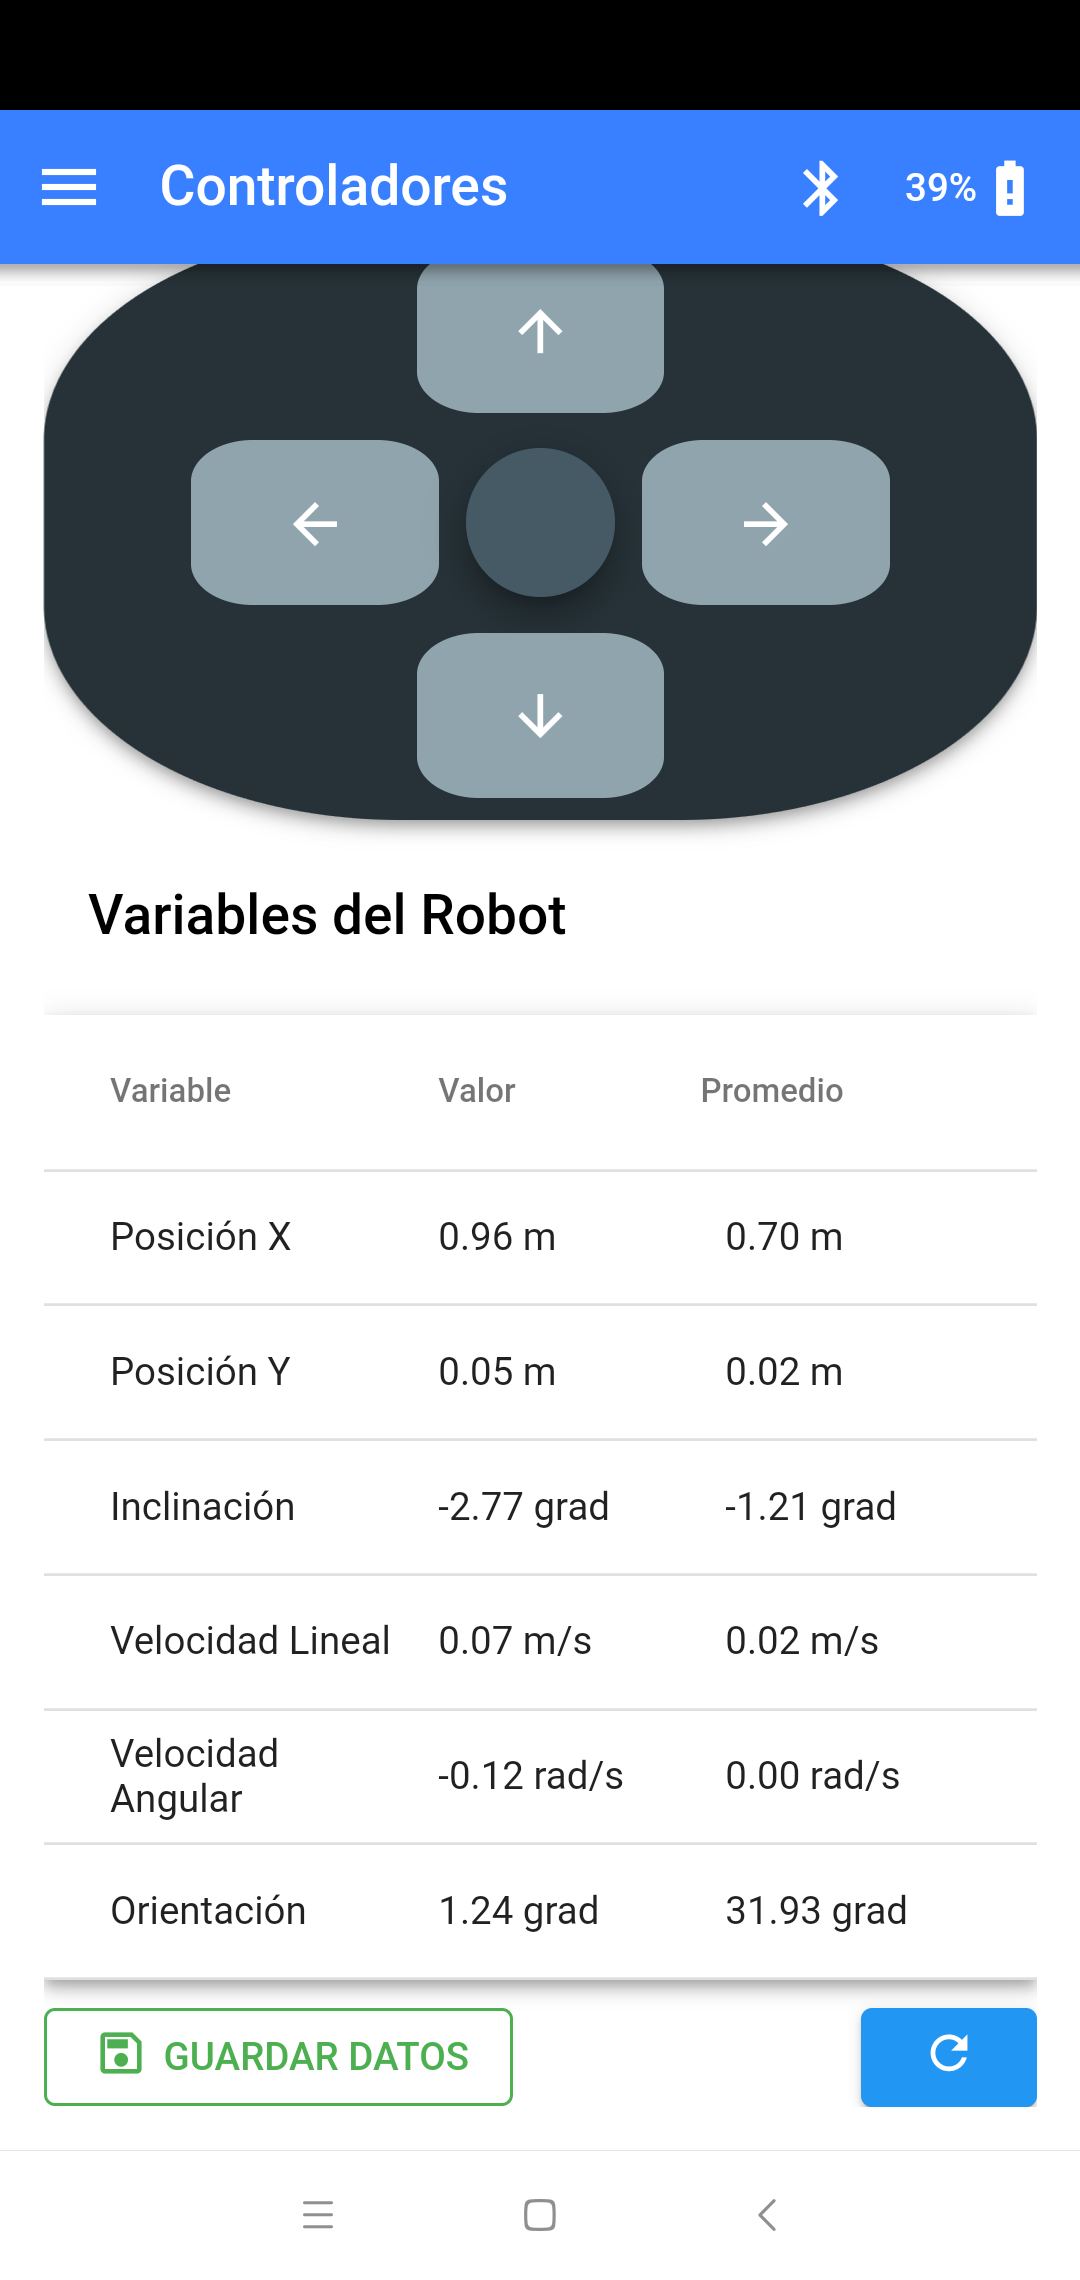 Controladores 39%
Variables del Robot
Variable Valor Promedio
Posición X 0.96 m 0.70 m
Posición Y 0.05 m 0.02 m
Inclinación -2.77 grad -1.21 grad
Velocidad Lineal 0.07 m/s 0.02 m/s
Velocidad
Angular -0.12 rad/s 0.00 rad/s
Orientación 1.24 grad 31.93 grad
GUARDAR DATOS